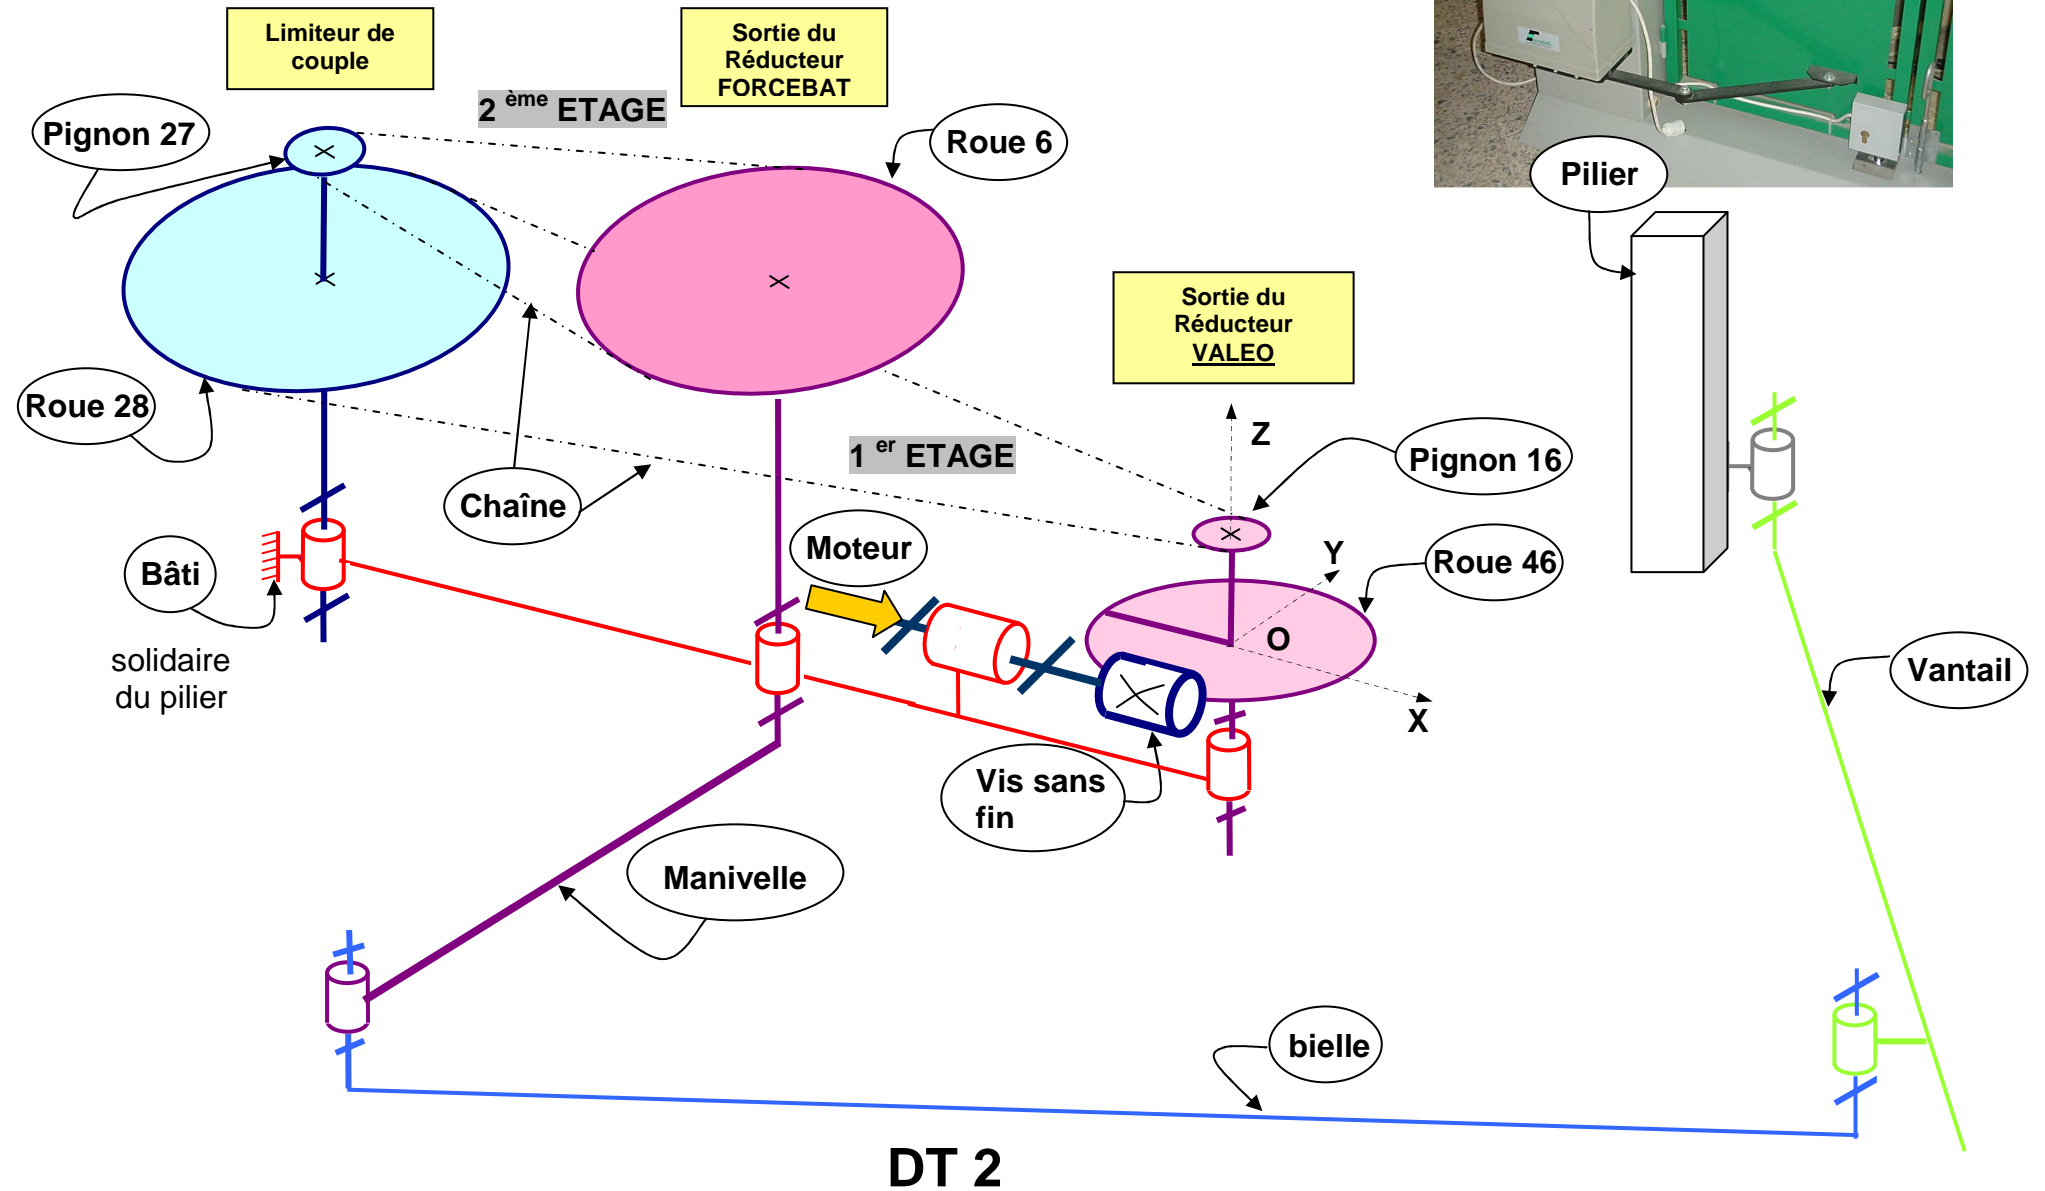 Limiteur de
couple
Sortie du
Réducteur
FORCEBAT
2 ème ETAGE
Pignon 27
Roue 6
Pilier
Sortie du
Réducteur
VALEO
Roue 28
Z
1 er ETAGE
Pignon 16
Chaîne
Moteur
Y
Roue 46
Bâti
O
solidaire
du pilier
Vantail
X
Vis sans
fin
Manivelle
bielle
DT 2